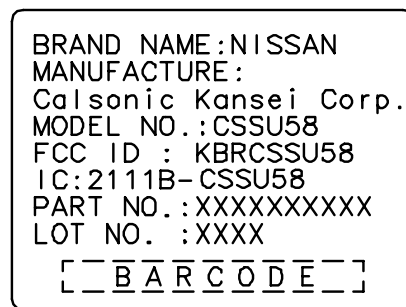 BRAND NAME:NISSAN
MANUFACTURE:
Calsonic Kansei Corp.
MODEL NO.:CSSU58
FCC ID : KBRCSSU58
IC:2111B-CSSU58
PART NO.:XXXXXXXXXX
LOT NO. :XXXX
BARCODE